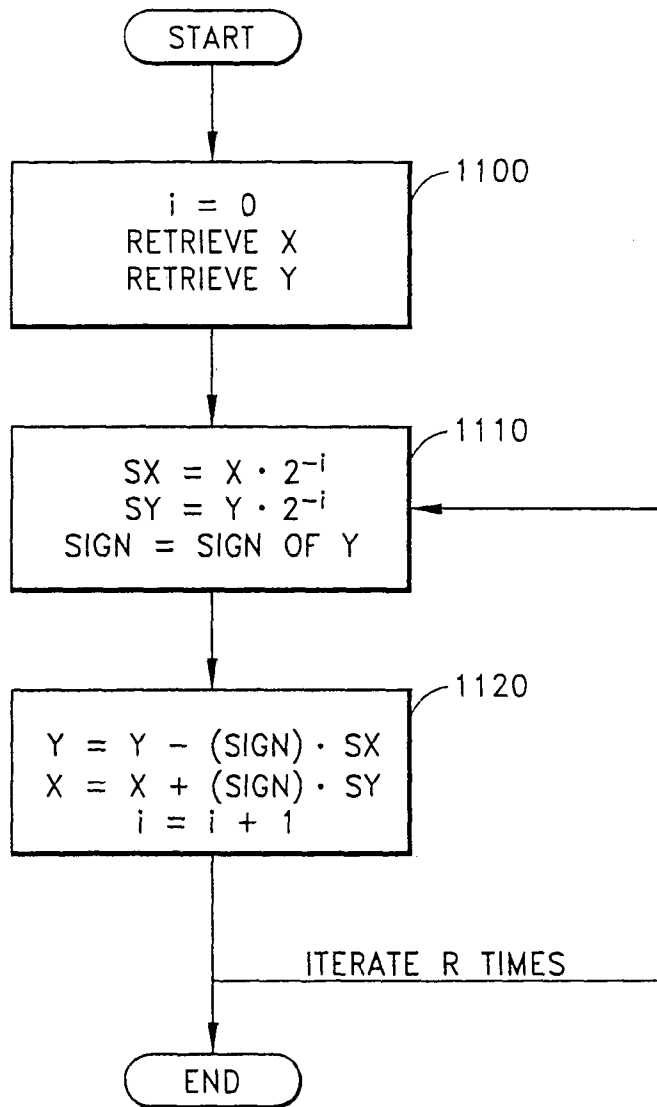 START
1100
i = 0
RETRIEVE X
RETRIEVE Y
1110
SX = X · 2⁻ⁱ
SY = Y · 2⁻ⁱ
SIGN = SIGN OF Y
1120
Y = Y – (SIGN) · SX
X = X + (SIGN) · SY
i = i + 1
ITERATE R TIMES
END